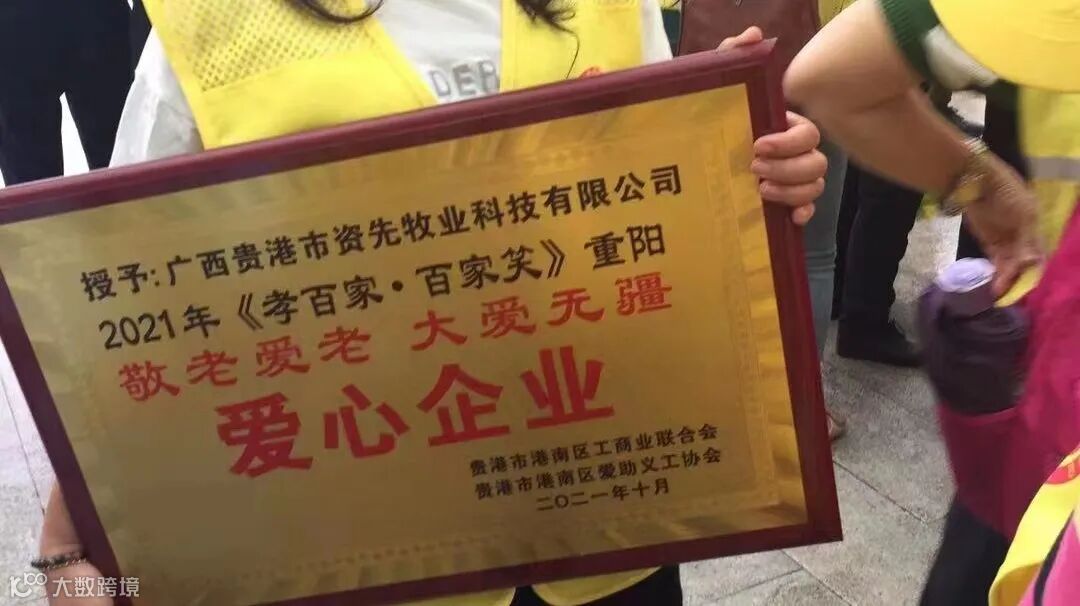 DER
授予:广西贵港市资先牧业科技有限公司
2021年《孝百家·百家笑》重阳
敬老爱老 大爱无疆
爱心企业
贵港市港南区工商业联合会
贵港市港南区爱助义工协会
二〇二一年十月
大数跨境